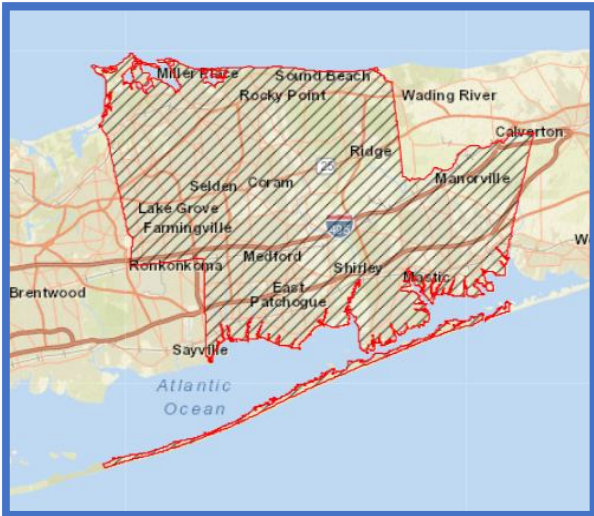 Miller Place
Sound Beach
Rocky Point
Wading River
Calverton
Ridge
25
Selden
Coram
Manorville
Lake Grove
Farmingville
495
Ronkonkoma
Medford
Shirley
Mastic
Brentwood
East
Patchogue
Sayville
Atlantic
Ocean